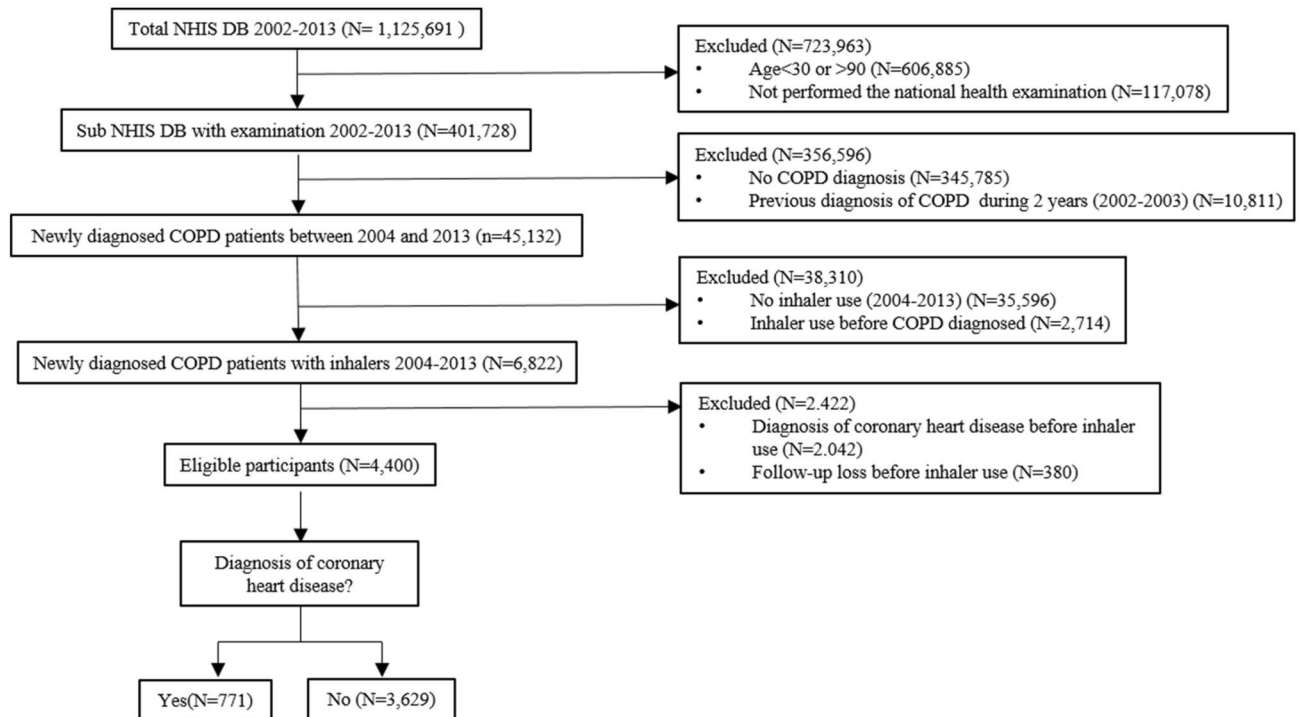 Total NHIS DB 2002-2013 (N= 1,125,691 )
Excluded (N=723,963)
• Age<30 or >90 (N=606,885)
• Not performed the national health examination (N=117,078)
Sub NHIS DB with examination 2002-2013 (N=401,728)
Excluded (N=356,596)
• No COPD diagnosis (N=345,785)
• Previous diagnosis of COPD during 2 years (2002-2003) (N=10,811)
Newly diagnosed COPD patients between 2004 and 2013 (n=45,132)
Excluded (N=38,310)
• No inhaler use (2004-2013) (N=35,596)
• Inhaler use before COPD diagnosed (N=2,714)
Newly diagnosed COPD patients with inhalers 2004-2013 (N=6,822)
Excluded (N=2.422)
• Diagnosis of coronary heart disease before inhaler
use (N=2.042)
• Follow-up loss before inhaler use (N=380)
Eligible participants (N=4,400)
Diagnosis of coronary
heart disease?
Yes(N=771)
No (N=3,629)